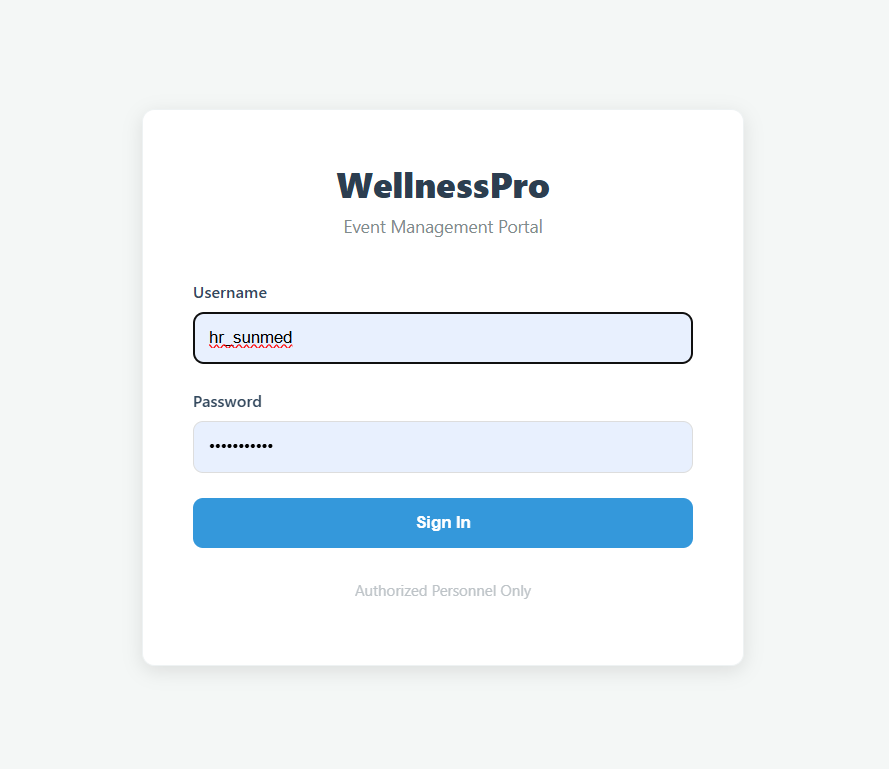 WellnessPro
Event Management Portal
Username
hr_sunmed
Password
•••••••••••
Sign In
Authorized Personnel Only